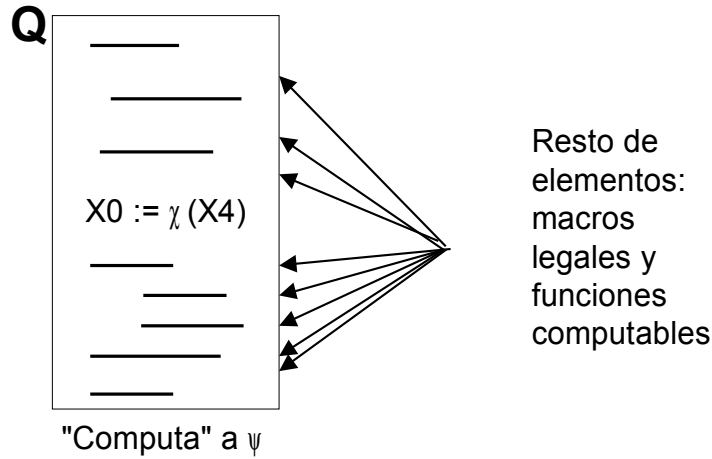 Q
X0 := χ (X4)
"Computa" a ψ
Resto de
elementos:
macros
legales y
funciones
computables